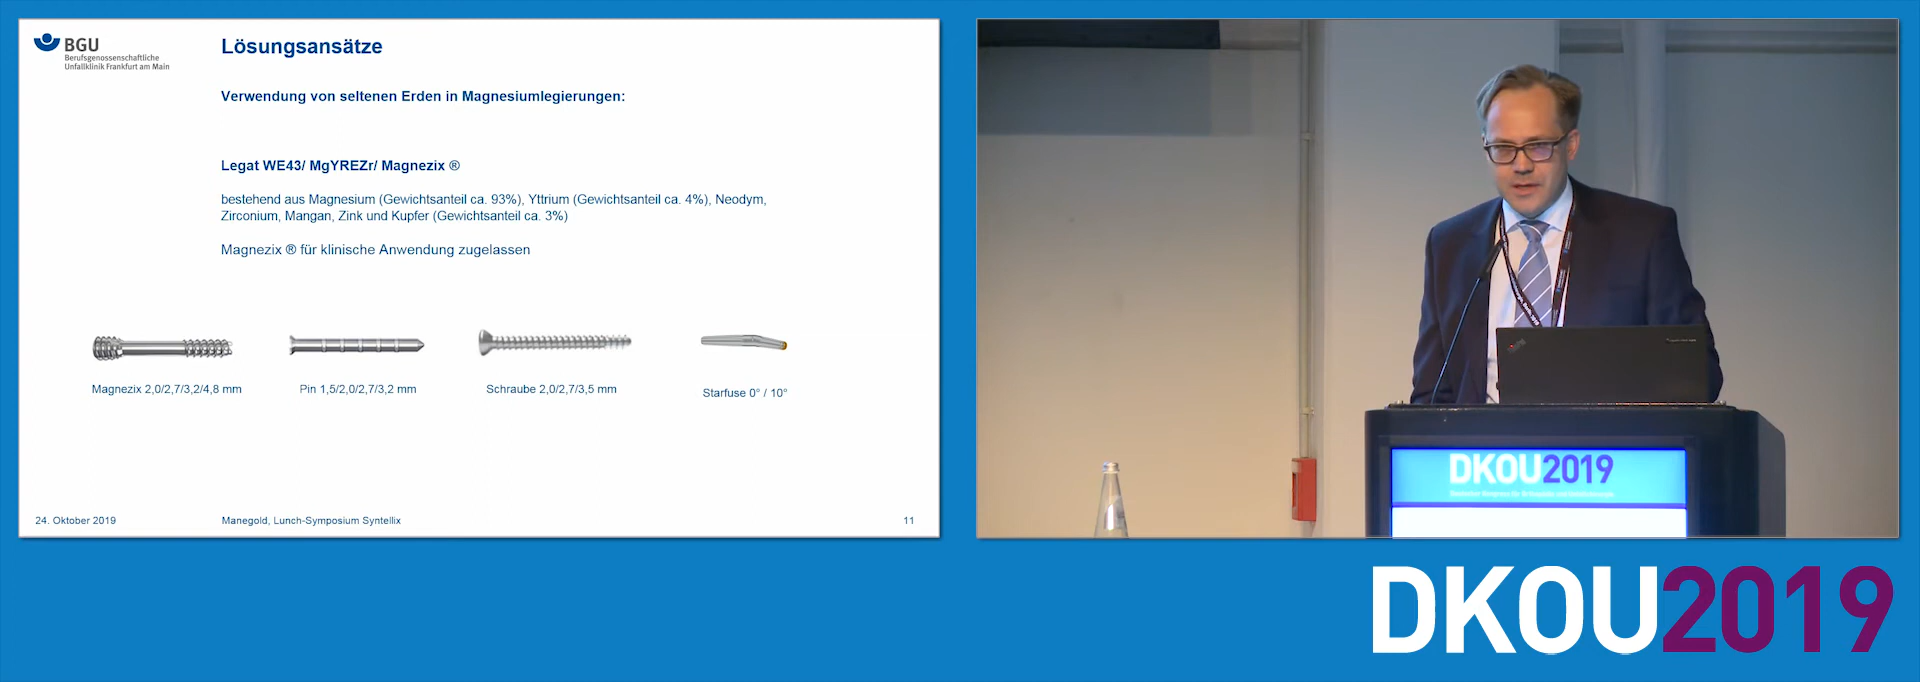 BGU
Berufsgenossenschaftliche
Unfallklinik Frankfurt am Main
Lösungsansätze
Verwendung von seltenen Erden in Magnesiumlegierungen:
Legat WE43/ MgYREZr/ Magnezix ®
bestehend aus Magnesium (Gewichtsanteil ca. 93%), Yttrium (Gewichtsanteil ca. 4%), Neodym,
Zirconium, Mangan, Zink und Kupfer (Gewichtsanteil ca. 3%)
Magnezix ® für klinische Anwendung zugelassen
Magnezix 2,0/2,7/3,2/4,8 mm
Pin 1,5/2,0/2,7/3,2 mm
Schraube 2,0/2,7/3,5 mm
Starfuse 0° / 10°
24. Oktober 2019
Manegold, Lunch-Symposium Syntellix
11
DKOU2019
DKOU2019